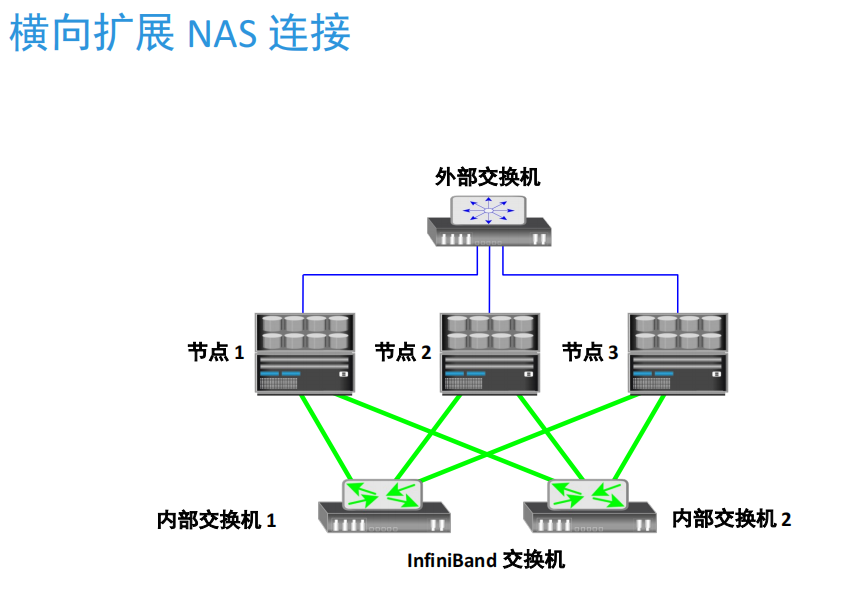 横向扩展 NAS 连接
外部交换机
节点 1
节点 2
节点 3
内部交换机 1
内部交换机 2
InfiniBand 交换机